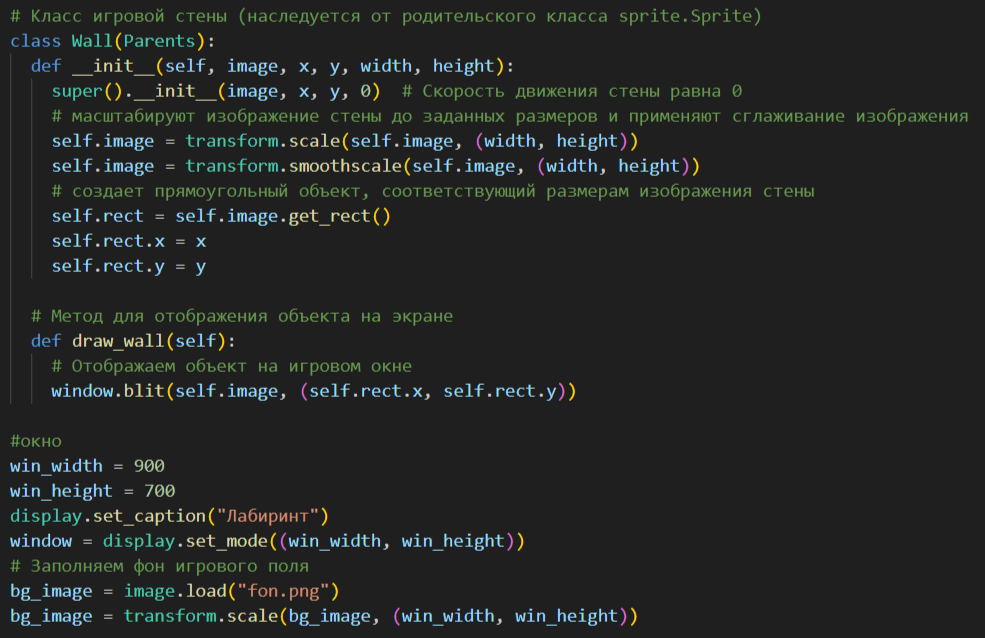 # Класс игровой стены (наследуется от родительского класса sprite.Sprite)
class Wall(Parents):
  def __init__(self, image, x, y, width, height):
    super().__init__(image, x, y, 0)  # Скорость движения стены равна 0
    # масштабируют изображение стены до заданных размеров и применяют сглаживание изображения
    self.image = transform.scale(self.image, (width, height))
    self.image = transform.smoothscale(self.image, (width, height))
    # создает прямоугольный объект, соответствующий размерам изображения стены
    self.rect = self.image.get_rect()
    self.rect.x = x
    self.rect.y = y

  # Метод для отображения объекта на экране
  def draw_wall(self):
    # Отображаем объект на игровом окне
    window.blit(self.image, (self.rect.x, self.rect.y))

#окно
win_width = 900
win_height = 700
display.set_caption("Лабиринт")
window = display.set_mode((win_width, win_height))
# Заполняем фон игрового поля
bg_image = image.load("fon.png")
bg_image = transform.scale(bg_image, (win_width, win_height))